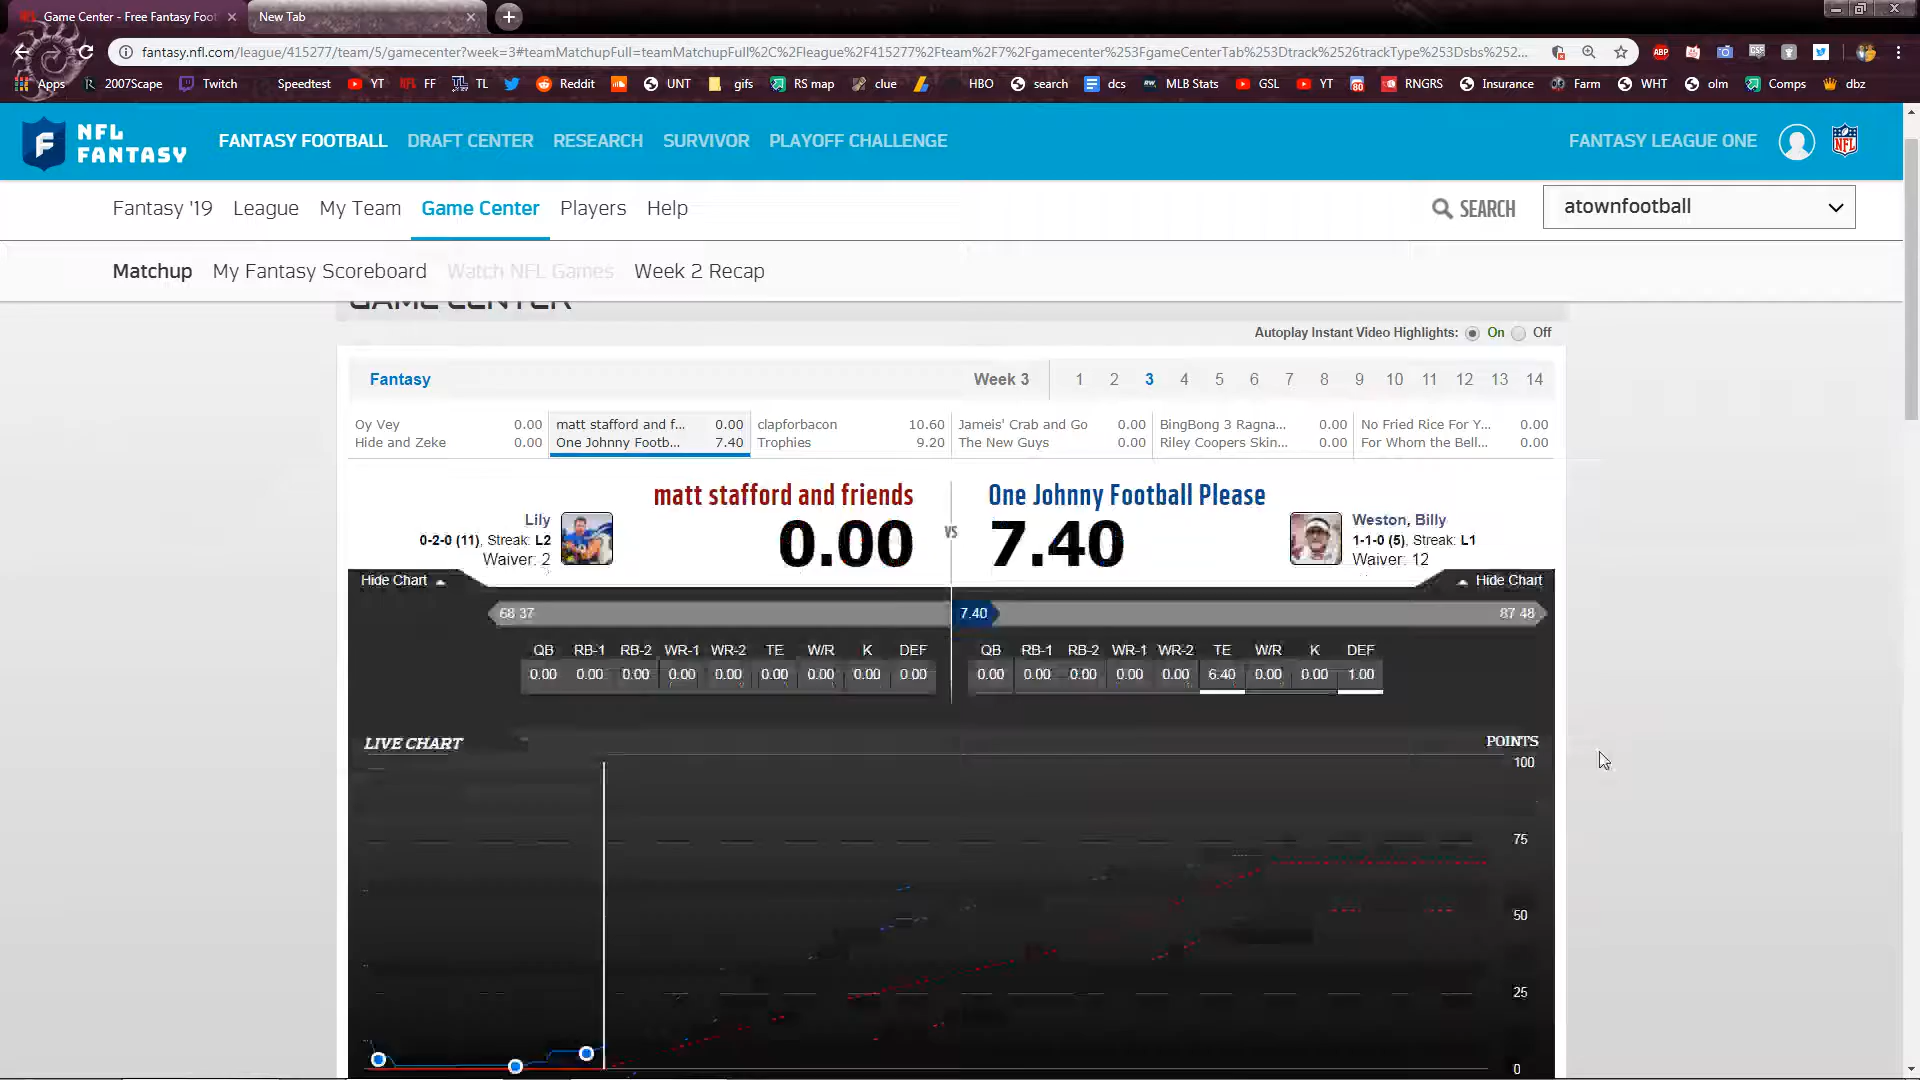 Game Center - Free Fantasy Foot
New Tab
fantasy.nfl.com/league/415277/team/5/gamecenter?week=3#teamMatchupFull=teamMatchupFull%2C%2Fleague%2F415277%2Fteam%2F7%2Fgamecenter%253FgameCenterTab%253Dtrack%2526trackType%253Dsbs%252...
Apps 2007Scape Twitch Speedtest YT FF TL Reddit UNT gifs RS map clue HBO search dcs MLB Stats GSL YT RNGRS Insurance Farm WHT olm Comps dbz
NFL FANTASY
FANTASY FOOTBALL DRAFT CENTER RESEARCH SURVIVOR PLAYOFF CHALLENGE FANTASY LEAGUE ONE
Fantasy '19 League My Team Game Center Players Help SEARCH atownfootball
Matchup My Fantasy Scoreboard Watch NFL Games Week 2 Recap
GAME CENTER
Autoplay Instant Video Highlights: On Off
Fantasy Week 3 1 2 3 4 5 6 7 8 9 10 11 12 13 14
Oy Vey 0.00 matt stafford and f... 0.00 clapforbacon 10.60 Jameis' Crab and Go 0.00 BingBong 3 Ragna... 0.00 No Fried Rice For Y... 0.00
Hide and Zeke 0.00 One Johnny Footb... 7.40 Trophies 9.20 The New Guys 0.00 Riley Coopers Skin... 0.00 For Whom the Bell... 0.00
matt stafford and friends One Johnny Football Please
Lily 0.00 vs 7.40 Weston, Billy
0-2-0 (11), Streak: L2 1-1-0 (5), Streak: L1
Waiver: 2 Waiver: 12
Hide Chart Hide Chart
68.37 7.40 87.48
QB RB-1 RB-2 WR-1 WR-2 TE W/R K DEF QB RB-1 RB-2 WR-1 WR-2 TE W/R K DEF
0.00 0.00 0.00 0.00 0.00 0.00 0.00 0.00 0.00 0.00 0.00 0.00 0.00 0.00 6.40 0.00 0.00 1.00
LIVE CHART POINTS
100
75
50
25
0